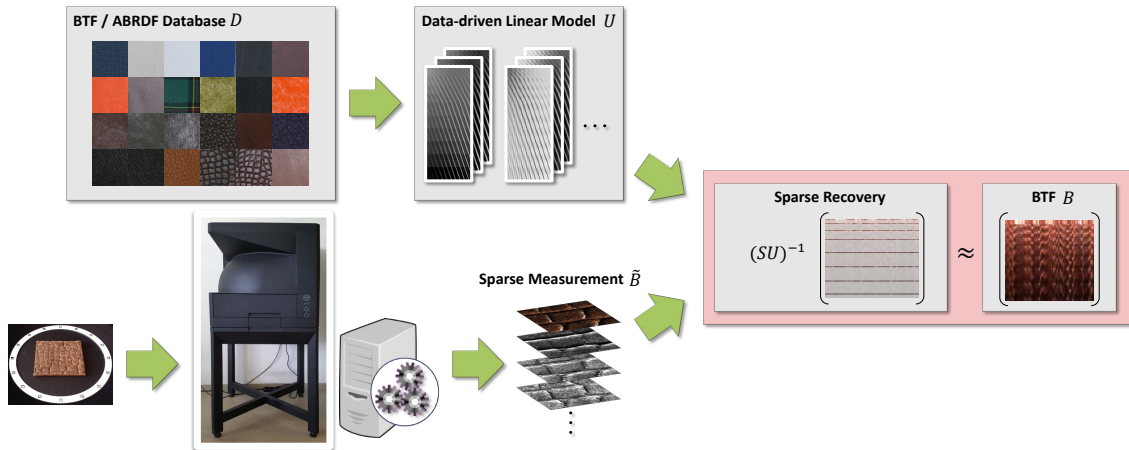 BTF / ABRDF Database D
Data-driven Linear Model U
. . .
Sparse Recovery
BTF B
(SU)⁻¹
≈
Sparse Measurement B̃